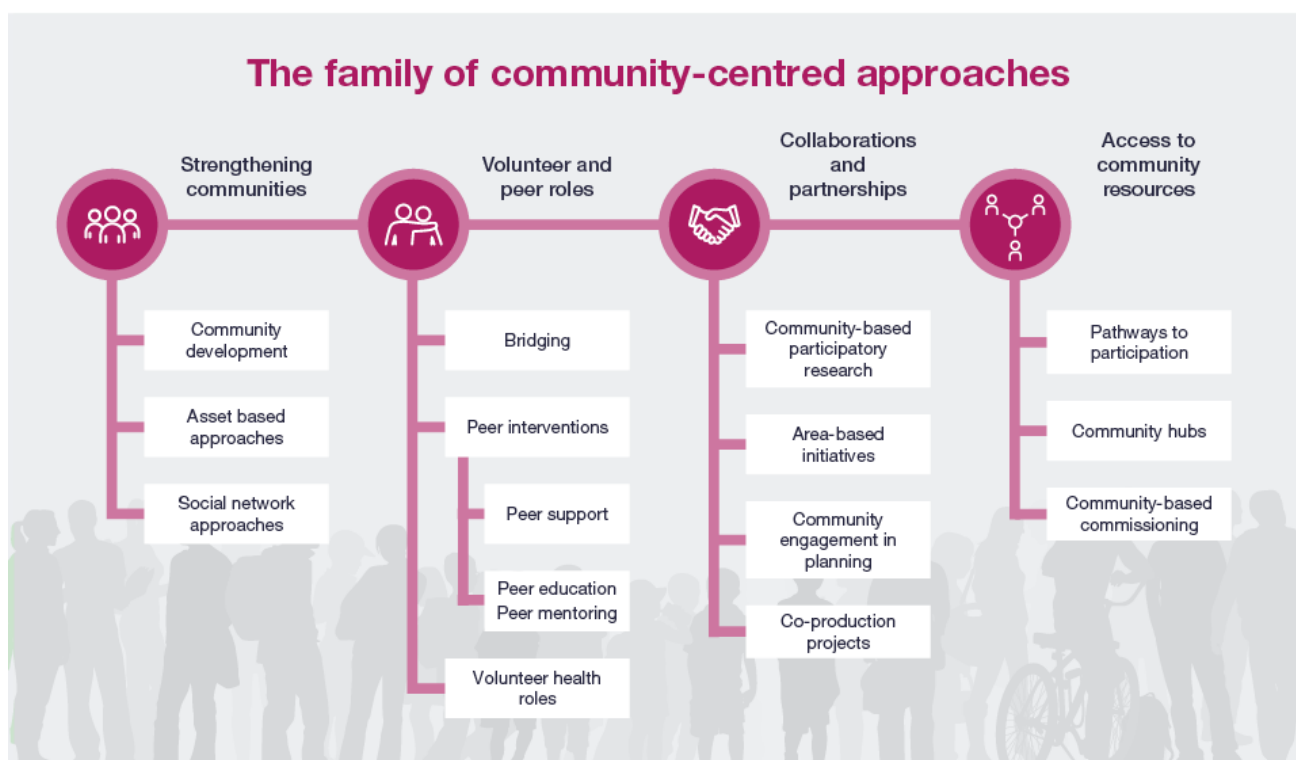 The family of community-centred approaches
Strengthening
communities
Community
development
Asset based
approaches
Social network
approaches
Volunteer and
peer roles
Bridging
Peer interventions
Peer support
Peer education
Peer mentoring
Volunteer health
roles
Collaborations
and
partnerships
Community-based
participatory
research
Area-based
initiatives
Community
engagement in
planning
Co-production
projects
Access to
community
resources
Pathways to
participation
Community hubs
Community-based
commissioning